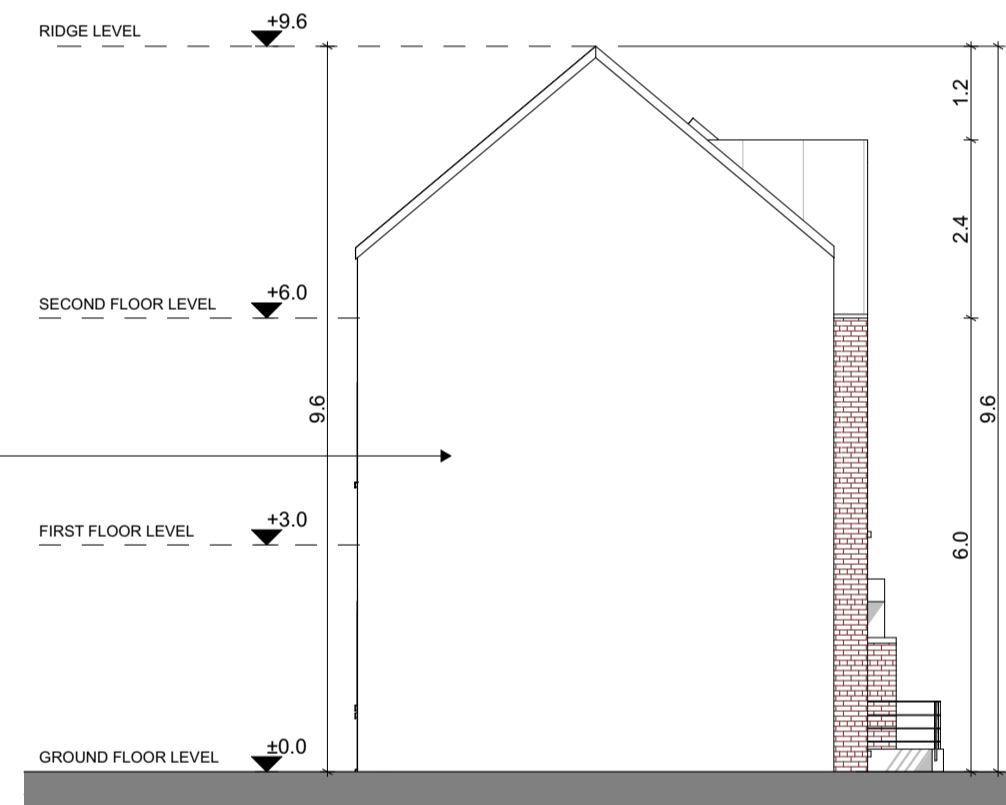 RIDGE LEVEL
+9.6
1.2
2.4
SECOND FLOOR LEVEL
+6.0
9.6
9.6
FIRST FLOOR LEVEL
+3.0
6.0
GROUND FLOOR LEVEL
±0.0